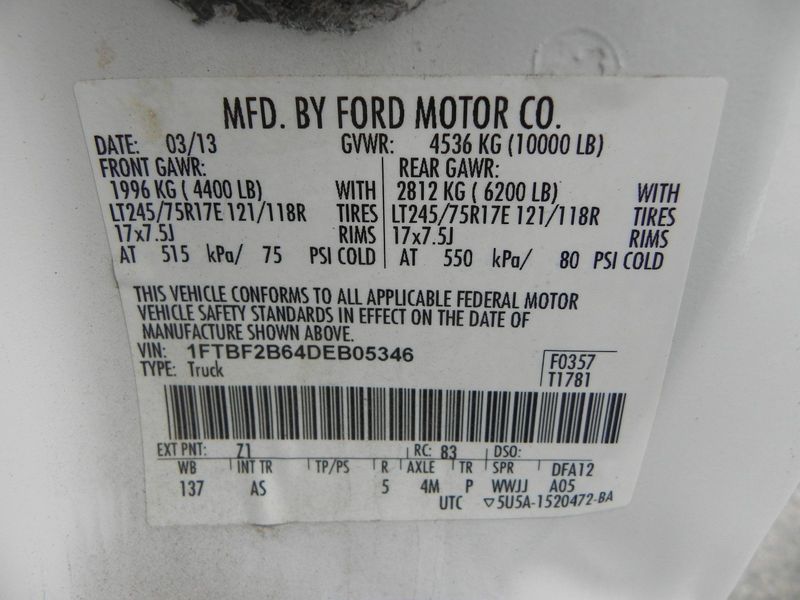 MFD. BY FORD MOTOR CO.
DATE: 03/13 GVWR: 4536 KG (10000 LB)
FRONT GAWR: REAR GAWR:
1996 KG ( 4400 LB) WITH 2812 KG ( 6200 LB) WITH
LT245/75R17E 121/118R TIRES LT245/75R17E 121/118R TIRES
17x7.5J RIMS 17x7.5J RIMS
AT 515 kPa/ 75 PSI COLD AT 550 kPa/ 80 PSI COLD
THIS VEHICLE CONFORMS TO ALL APPLICABLE FEDERAL MOTOR
VEHICLE SAFETY STANDARDS IN EFFECT ON THE DATE OF
MANUFACTURE SHOWN ABOVE.
VIN: 1FTBF2B64DEB05346 F0357
TYPE: Truck T1781
EXT PNT: Z1 RC: 83 DSO:
WB INT TR TP/PS R AXLE TR SPR DFA12
137 AS 5 4M P WWJJ A05
UTC ▽5U5A-1520472-BA